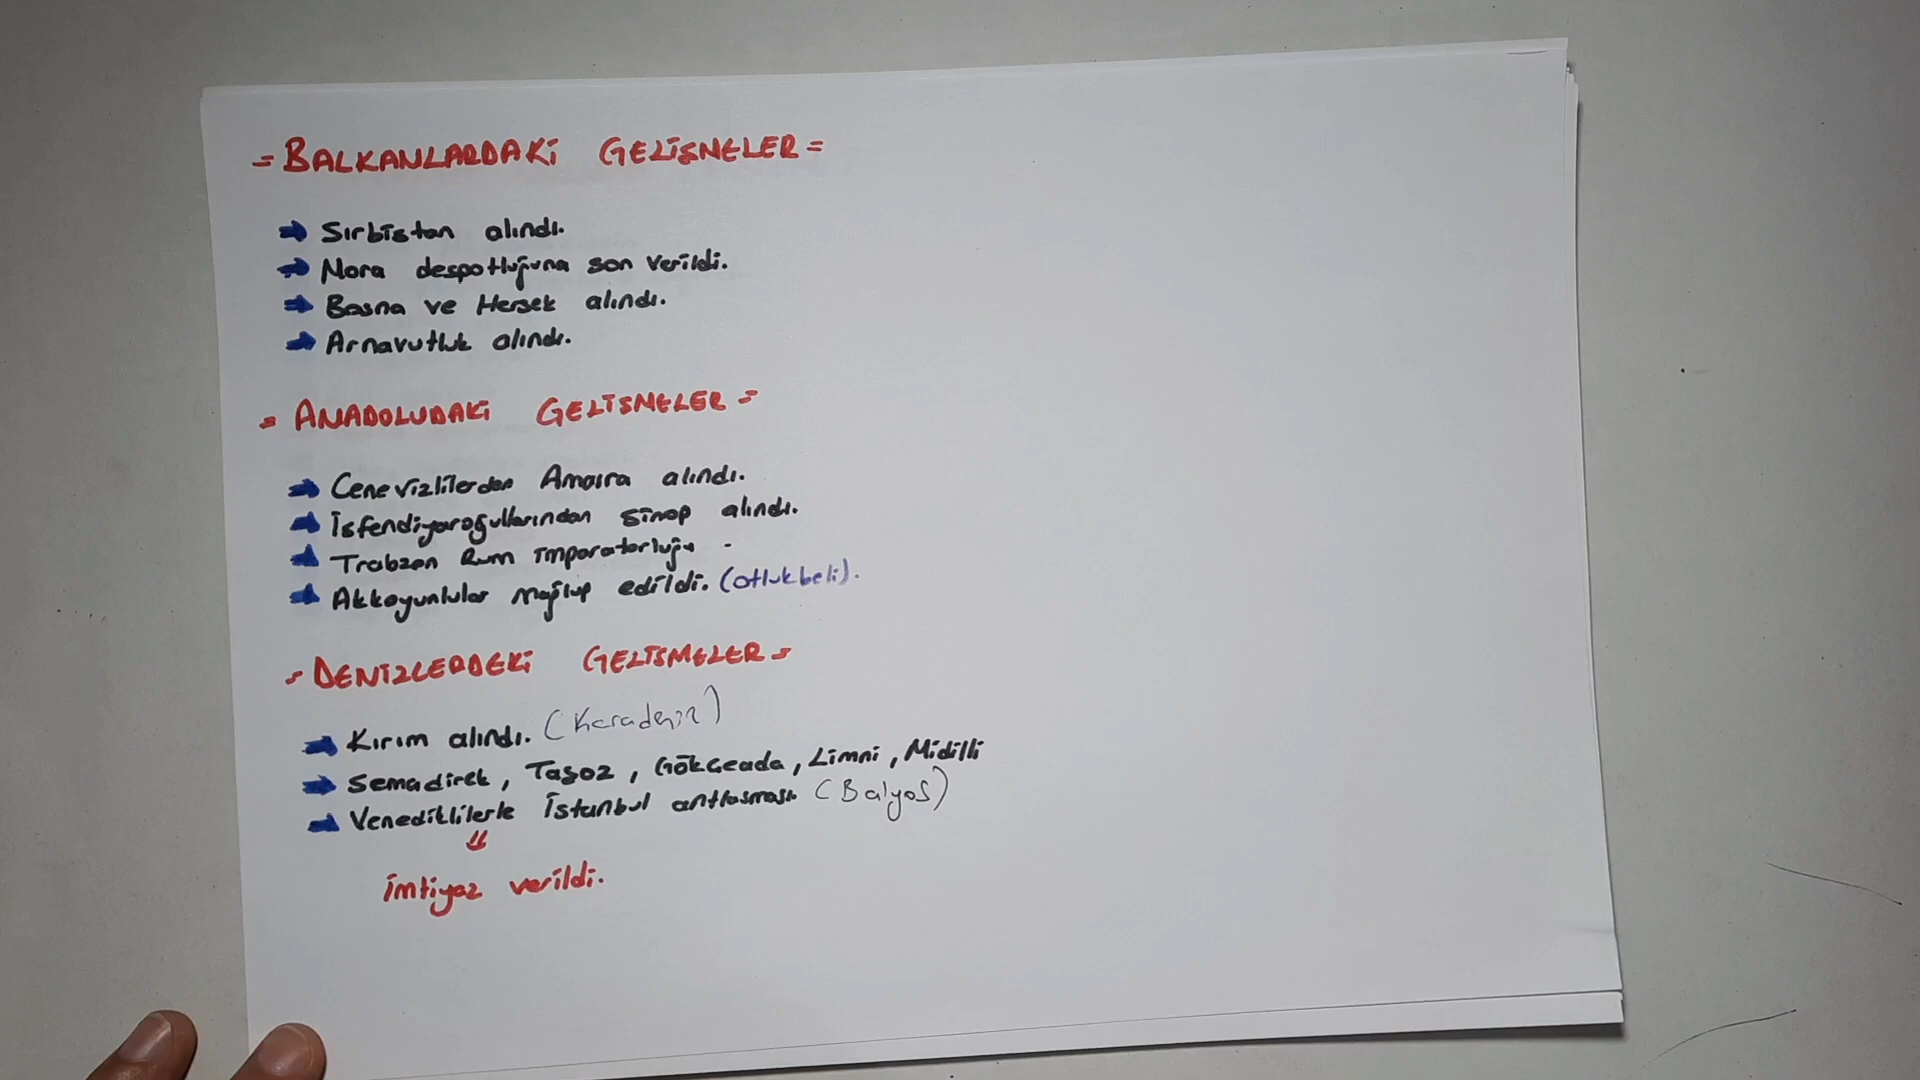 = BALKANLARDAKİ GELİŞMELER =
→ Sırbistan alındı.
→ Mora despotluğuna son verildi.
→ Bosna ve Hersek alındı.
→ Arnavutluk alındı.
= ANADOLUDAKİ GELİŞMELER =
→ Cenevizlilerden Amasra alındı.
→ İsfendiyaroğullarından Sinop alındı.
→ Trabzon Rum imparatorluğu -
→ Akkoyunlular mağlup edildi. (Otlukbeli).
= DENİZLERDEKİ GELİŞMELER =
→ Kırım alındı. (Karadeniz)
→ Semadirek, Taşoz, Gökçeada, Limni, Midilli
→ Venediklilerle İstanbul antlaşması (Balyos)
⇓
imtiyaz verildi.